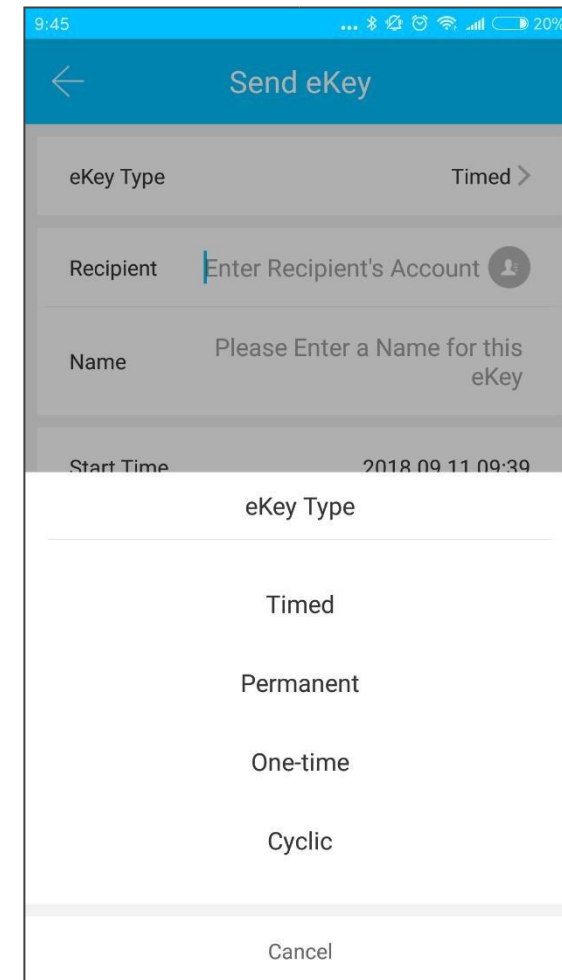 9:45 ... 20%
Send eKey
eKey Type Timed >
Recipient Enter Recipient's Account
Name Please Enter a Name for this
eKey
Start Time 2018 09 11 09:39
eKey Type
Timed
Permanent
One-time
Cyclic
Cancel